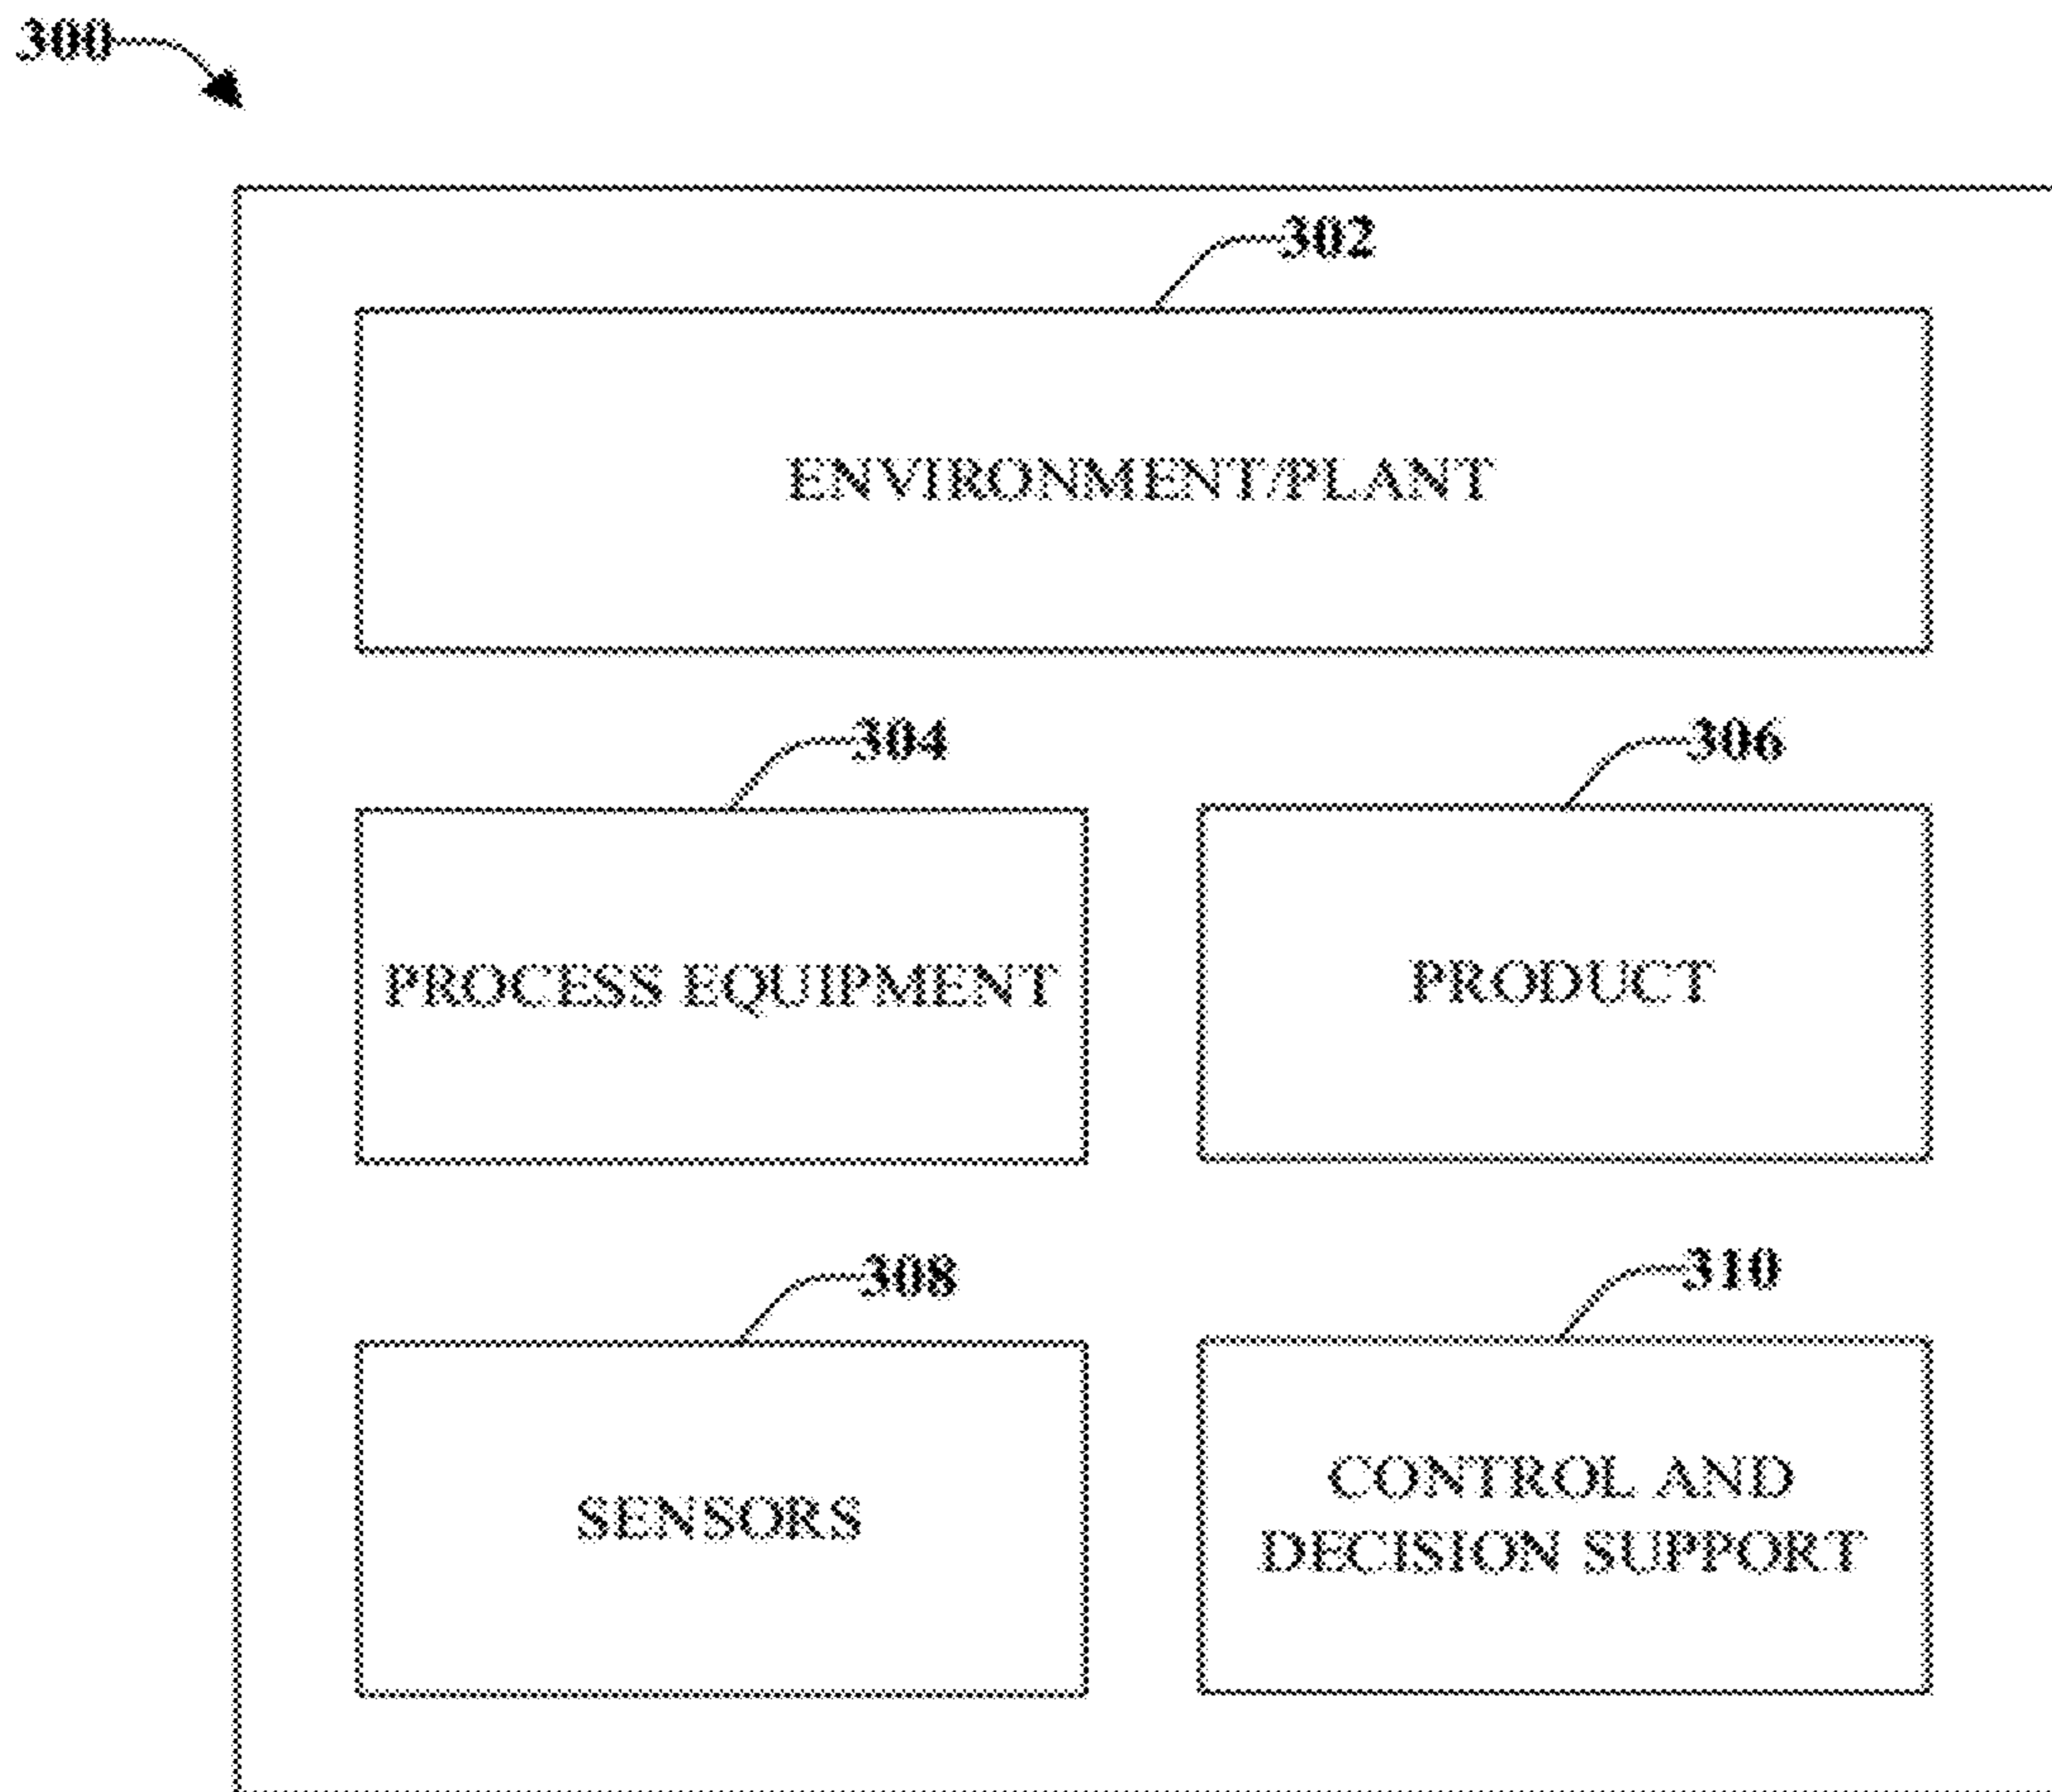 300
302
ENVIRONMENT/PLANT
304
306
PROCESS EQUIPMENT
PRODUCT
308
310
SENSORS
CONTROL AND
DECISION SUPPORT